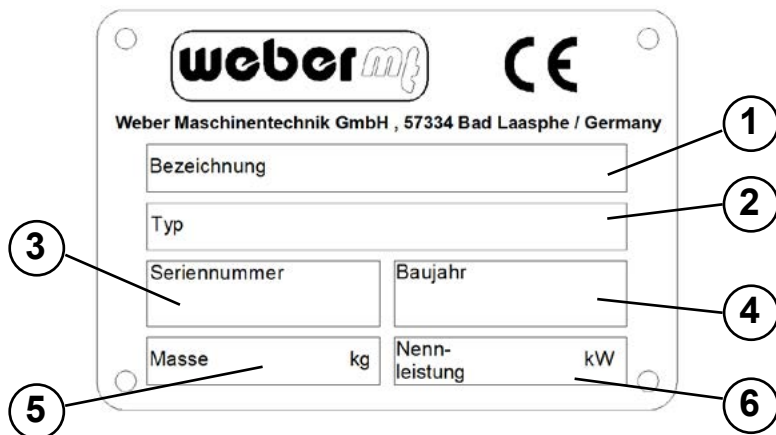 weber mt CE
Weber Maschinentechnik GmbH , 57334 Bad Laasphe / Germany
1
Bezeichnung
2
Typ
3
Seriennummer Baujahr
4
Masse kg Nenn-
leistung kW
5
6